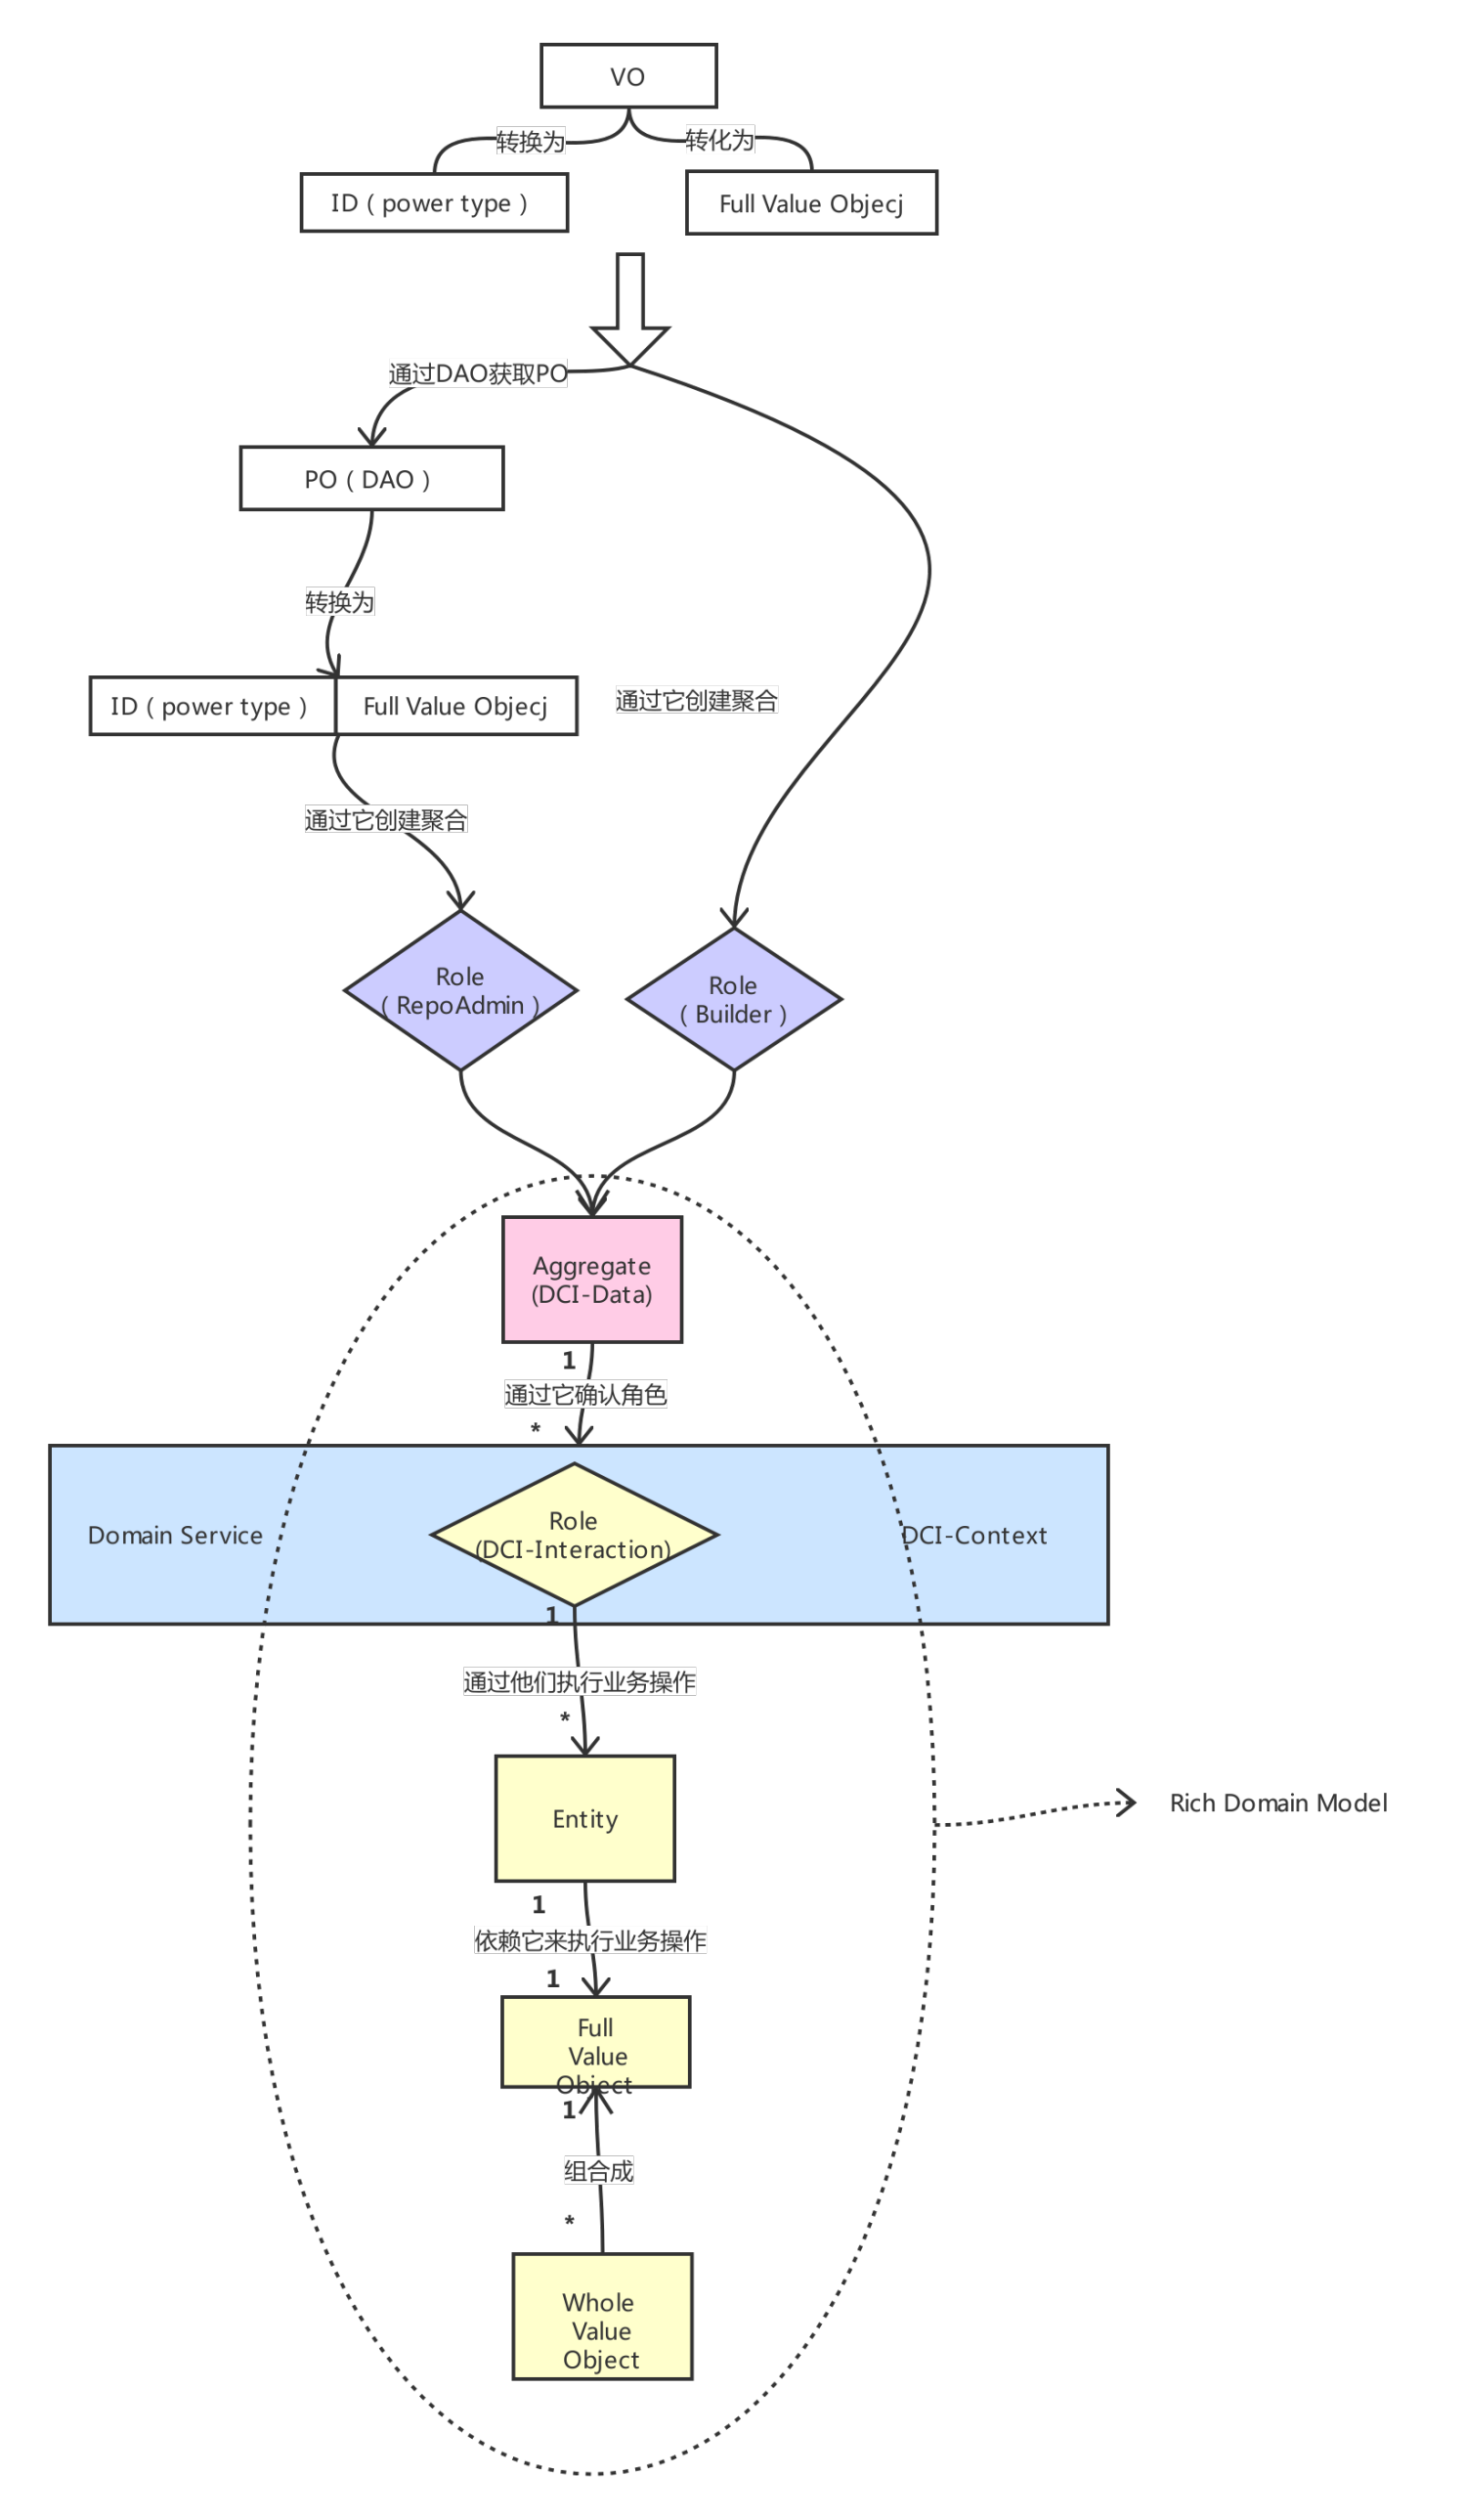 VO
转换为
转化为
ID ( power type )
Full Value Objecj
通过DAO获取PO
PO ( DAO )
转换为
ID ( power type )
Full Value Objecj
通过它创建聚合
通过它创建聚合
Role
( RepoAdmin )
Role
( Builder )
Aggregate
(DCI-Data)
1
通过它确认角色
*
Domain Service
Role
(DCI-Interaction)
DCI-Context
1
通过他们执行业务操作
*
Entity
Rich Domain Model
1
依赖它来执行业务操作
1
Full
Value
Object
1
组合成
*
Whole
Value
Object